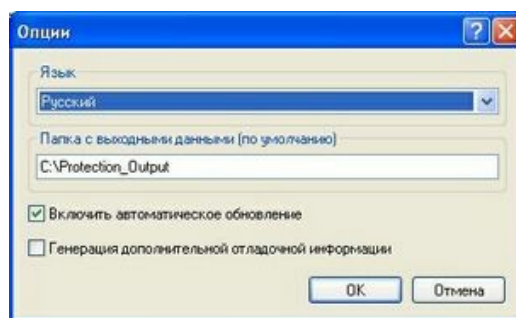 Опции
Язык
Русский
Папка с выходными данными (по умолчанию)
C:\Protection_Output
Включить автоматическое обновление
Генерация дополнительной отладочной информации
OK
Отмена